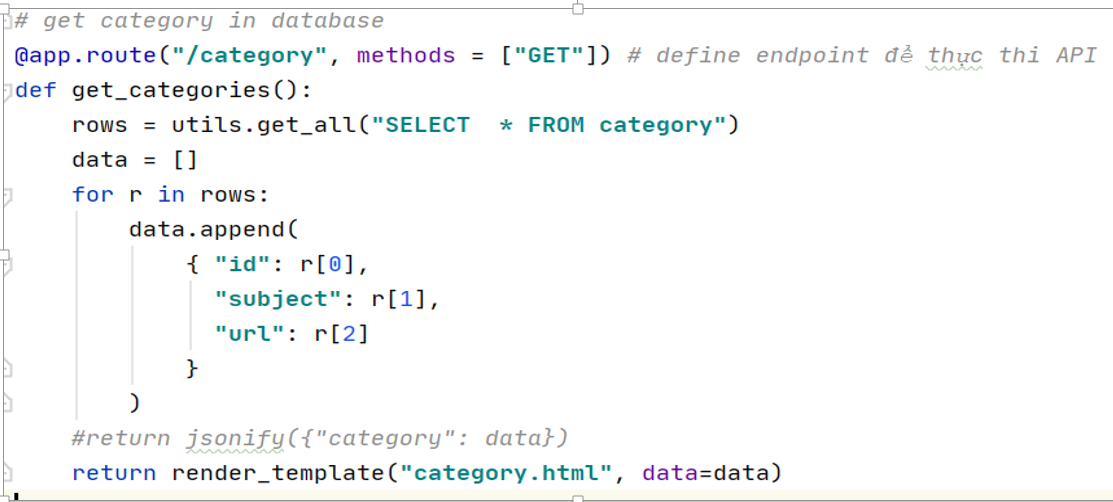 # get category in database
@app.route("/category", methods = ["GET"]) # define endpoint để thực thi API
def get_categories():
    rows = utils.get_all("SELECT  * FROM category")
    data = []
    for r in rows:
        data.append(
            { "id": r[0],
              "subject": r[1],
              "url": r[2]
            }
        )
    #return jsonify({"category": data})
    return render_template("category.html", data=data)